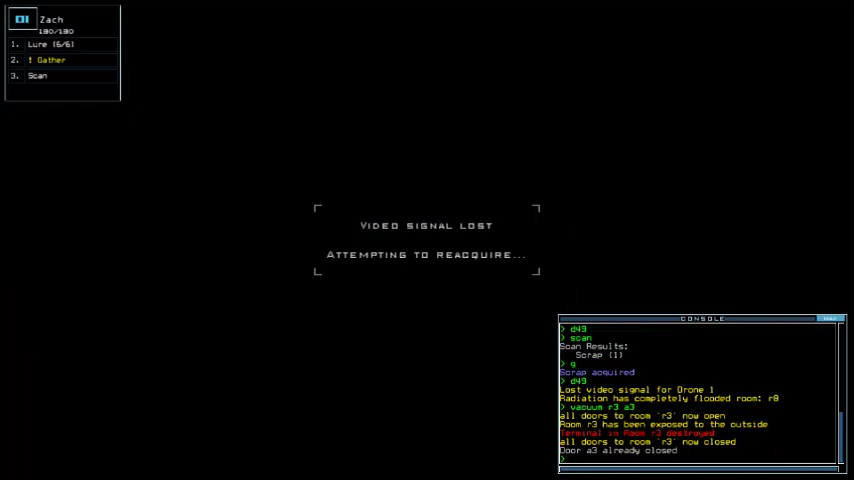 Zach
180/180
1. Lure (6/6)
2. ! Gather
3. Scan
VIDEO SIGNAL LOST
ATTEMPTING TO REACQUIRE...
CONSOLE
> d49
> scan
Scan Results:
Scrap (1)
> g
Scrap acquired
> d49
Lost video signal for Drone 1
Radiation has completely flooded room: r8
> vacuum r3 a3
all doors to room 'r3' now open
Room r3 has been exposed to the outside
Terminal in Room r3 destroyed
all doors to room 'r3' now closed
Door a3 already closed
>